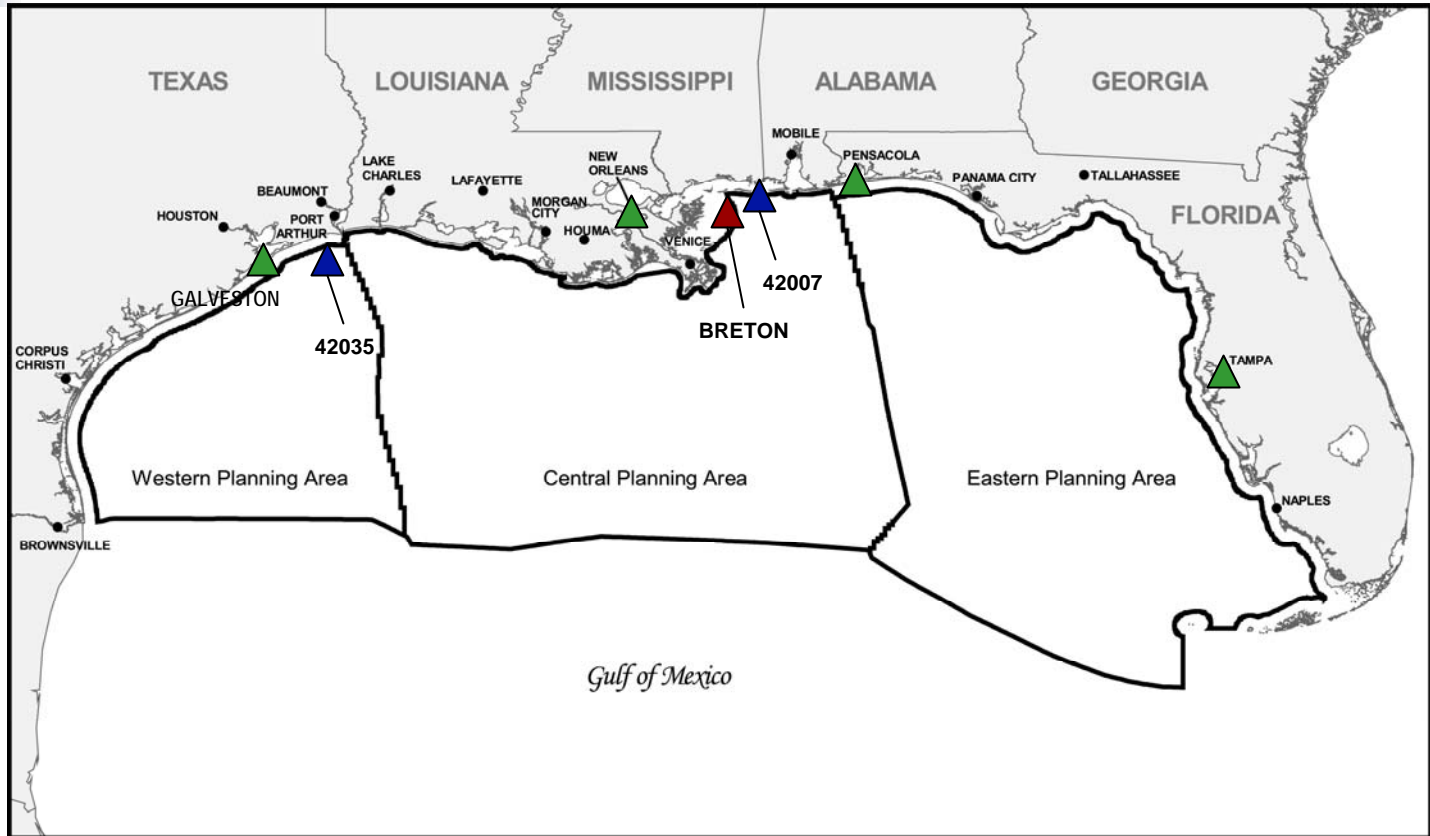 TEXAS
LOUISIANA
MISSISSIPPI
ALABAMA
GEORGIA
MOBILE
NEW
ORLEANS
PENSACOLA
LAKE
CHARLES
LAFAYETTE
PANAMA CITY
TALLAHASSEE
BEAUMONT
MORGAN
CITY
HOUSTON
PORT
ARTHUR
HOUMA
FLORIDA
VENICE
42007
GALVESTON
BRETON
42035
CORPUS
CHRISTI
TAMPA
Western Planning Area
Central Planning Area
Eastern Planning Area
NAPLES
BROWNSVILLE
Gulf of Mexico